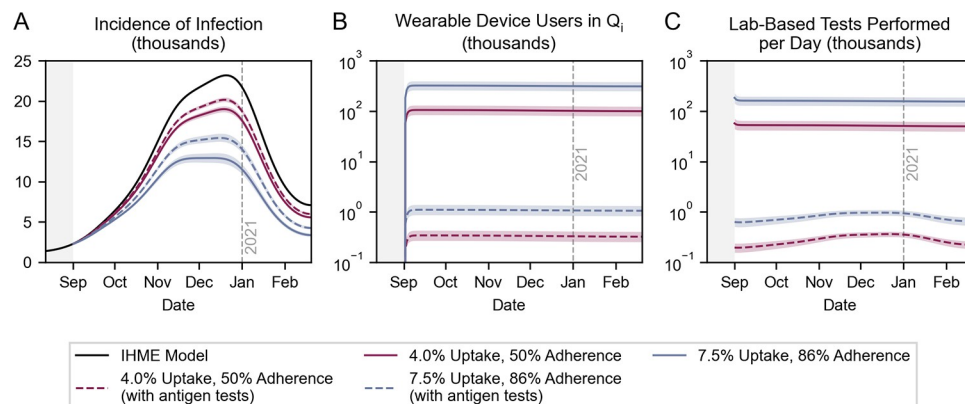 A
Incidence of Infection
(thousands)
25
20
15
10
5
0
Sep Oct Nov Dec Jan Feb
Date
2021
B
Wearable Device Users in Qi
(thousands)
10³
10²
10¹
10⁰
10⁻¹
Sep Oct Nov Dec Jan Feb
Date
2021
C
Lab-Based Tests Performed
per Day (thousands)
10³
10²
10¹
10⁰
10⁻¹
Sep Oct Nov Dec Jan Feb
Date
2021
IHME Model
4.0% Uptake, 50% Adherence
(with antigen tests)
4.0% Uptake, 50% Adherence
7.5% Uptake, 86% Adherence
(with antigen tests)
7.5% Uptake, 86% Adherence